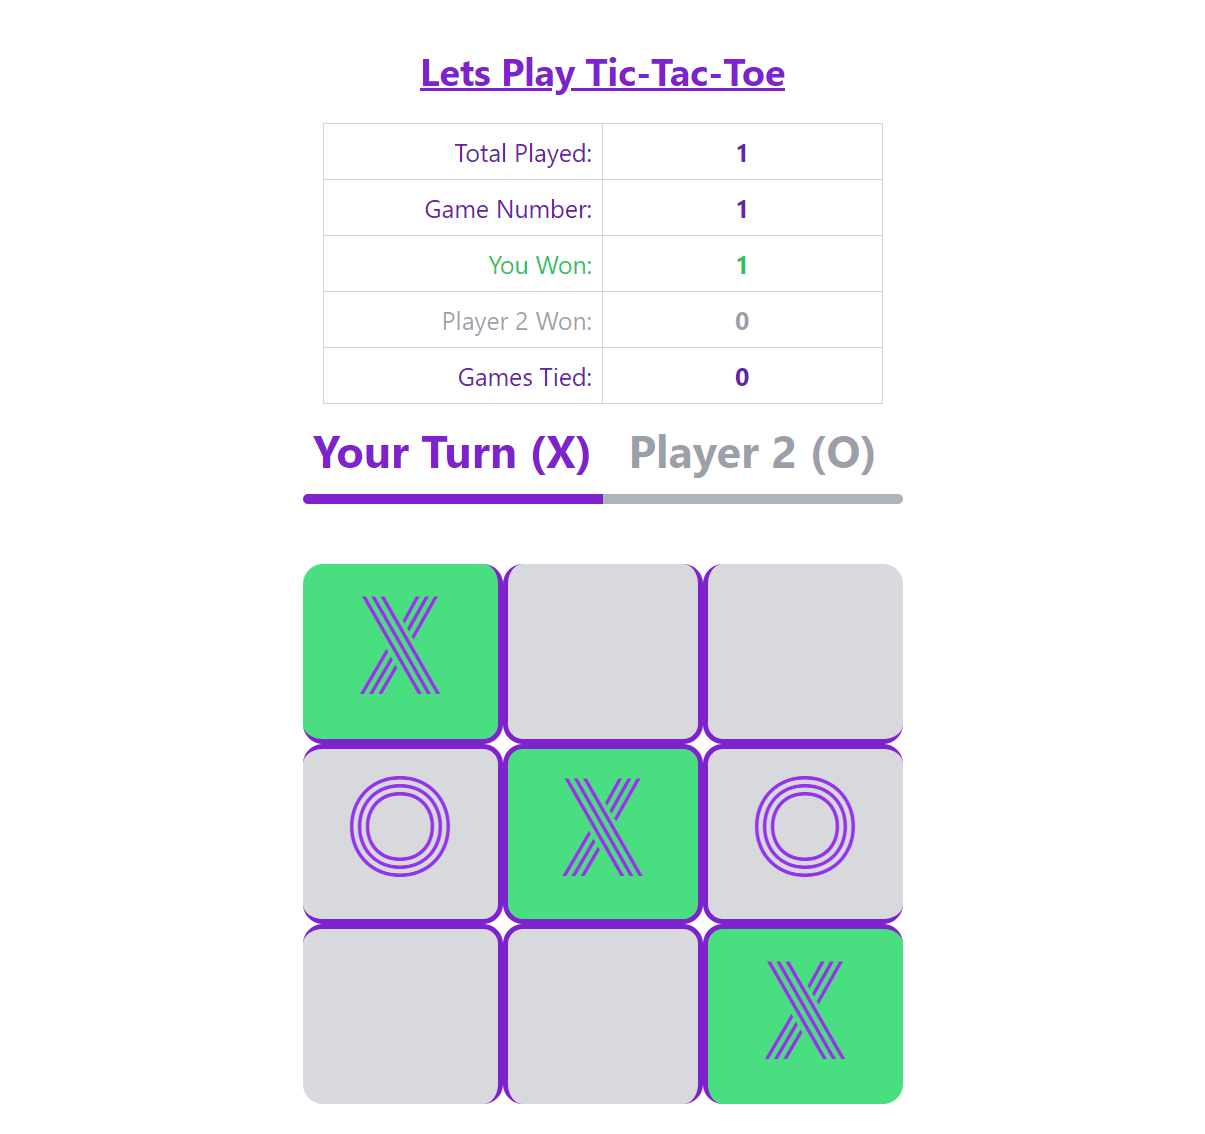 Lets Play Tic-Tac-Toe
Total Played: 1
Game Number: 1
You Won: 1
Player 2 Won: 0
Games Tied: 0
Your Turn (X) Player 2 (O)
X
O X O
X